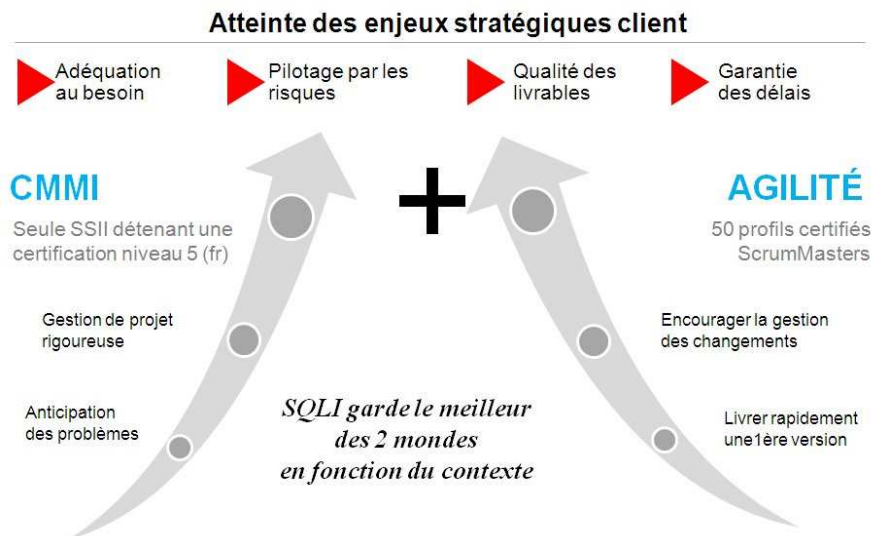 Atteinte des enjeux stratégiques client
Adéquation
au besoin
Pilotage par les
risques
Qualité des
livrables
Garantie
des délais
CMMI
Seule SSII détenant une
certification niveau 5 (fr)
Gestion de projet
rigoureuse
Anticipation
des problèmes
+
AGILITÉ
50 profils certifiés
ScrumMasters
Encourager la gestion
des changements
Livrer rapidement
une1ère version
SQLI garde le meilleur
des 2 mondes
en fonction du contexte